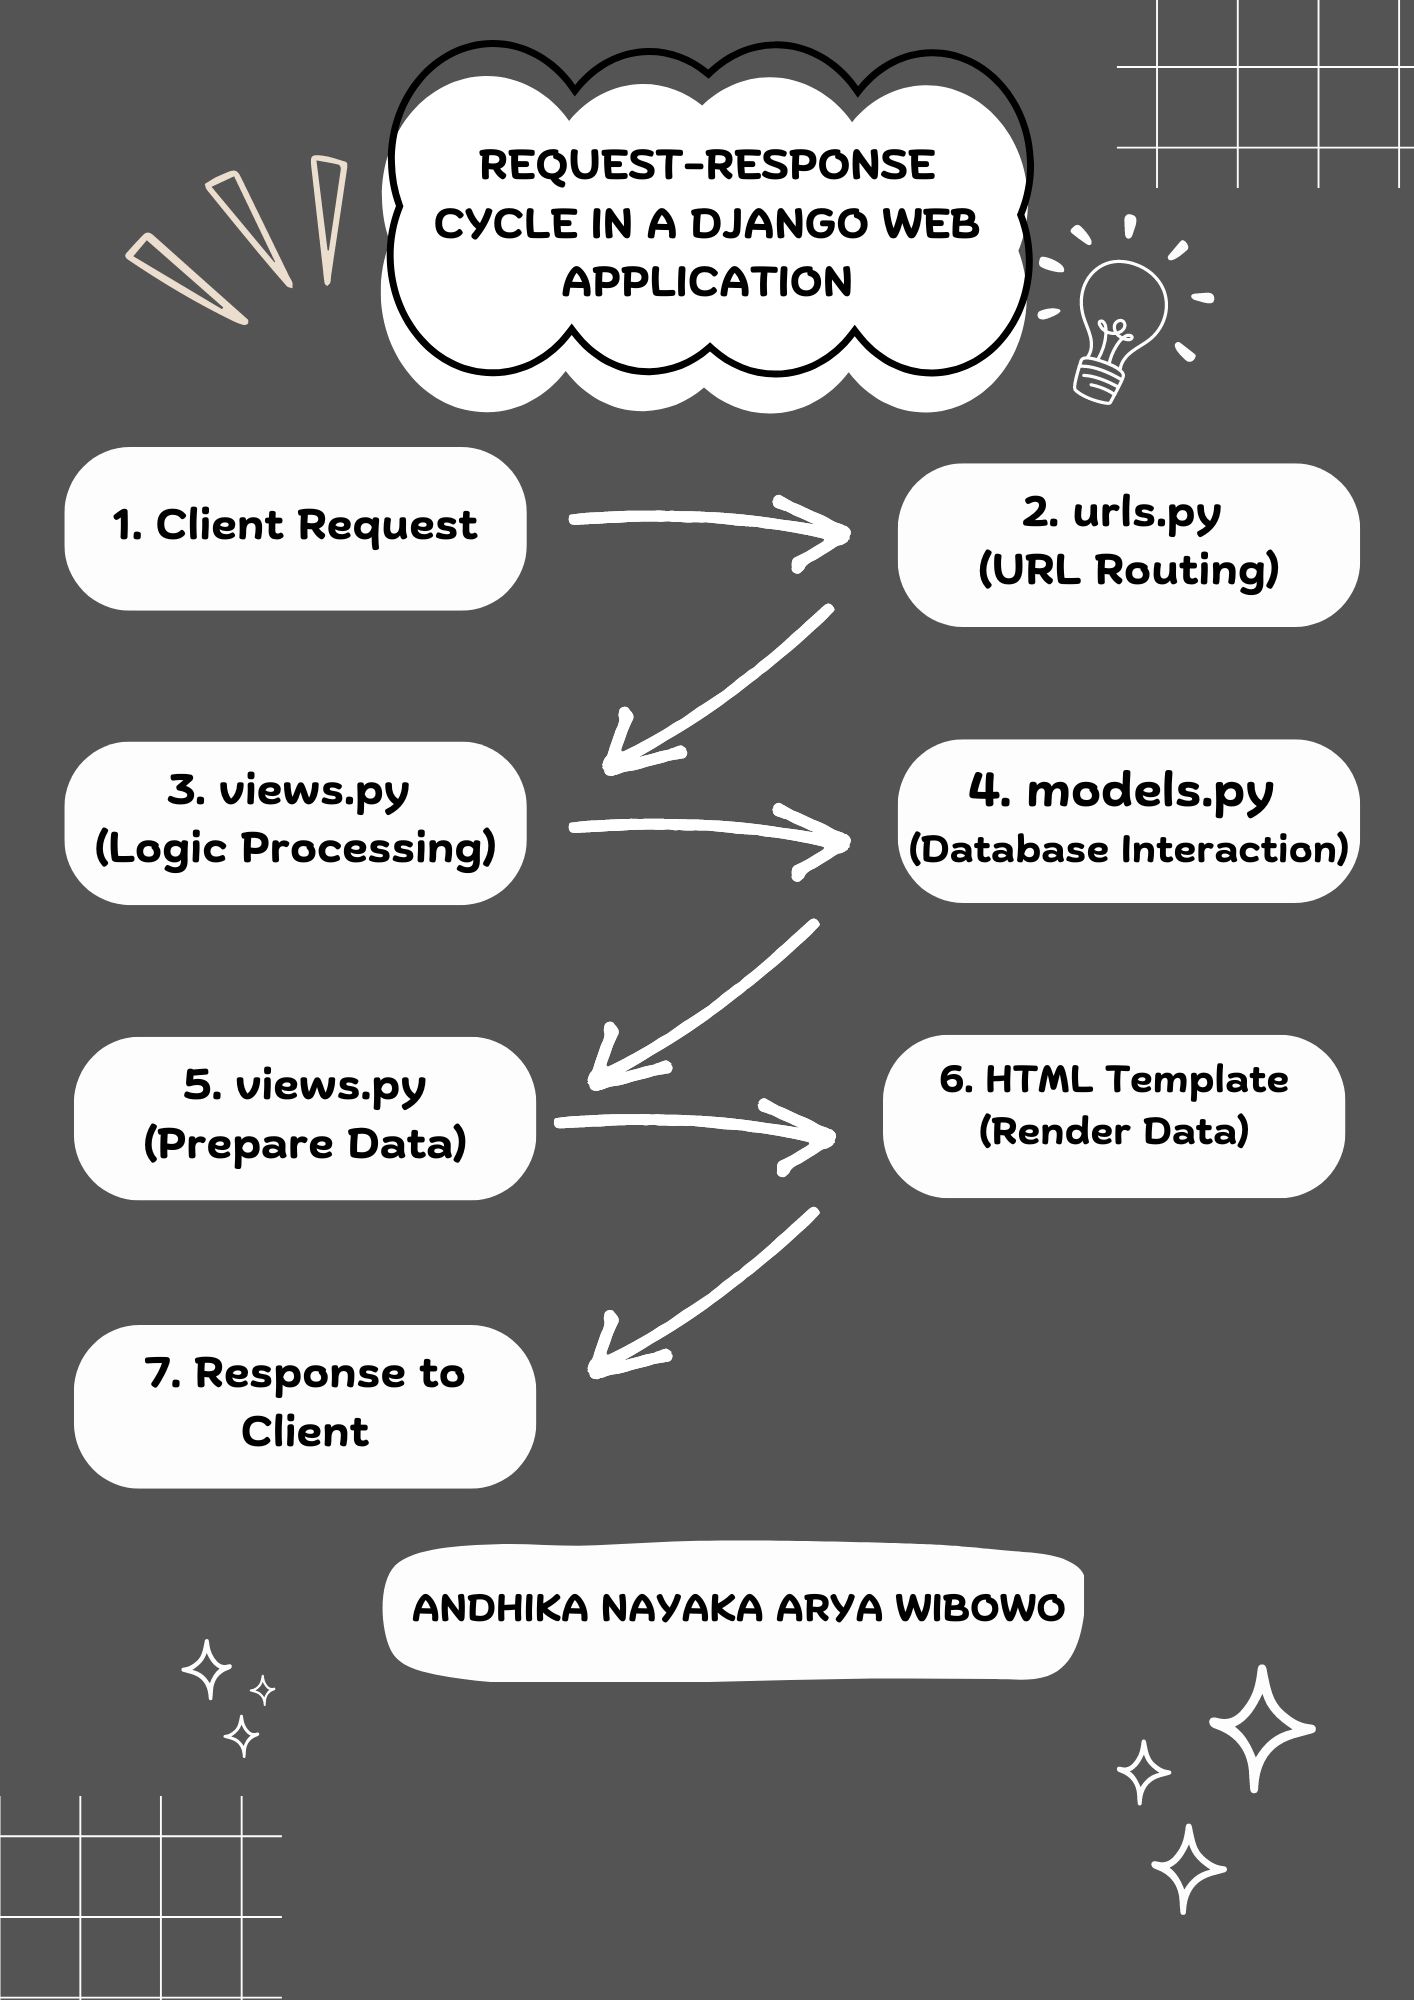 REQUEST-RESPONSE
CYCLE IN A DJANGO WEB
APPLICATION
1. Client Request
2. urls.py
(URL Routing)
3. views.py
(Logic Processing)
4. models.py
(Database Interaction)
5. views.py
(Prepare Data)
6. HTML Template
(Render Data)
7. Response to
Client
ANDHIKA NAYAKA ARYA WIBOWO